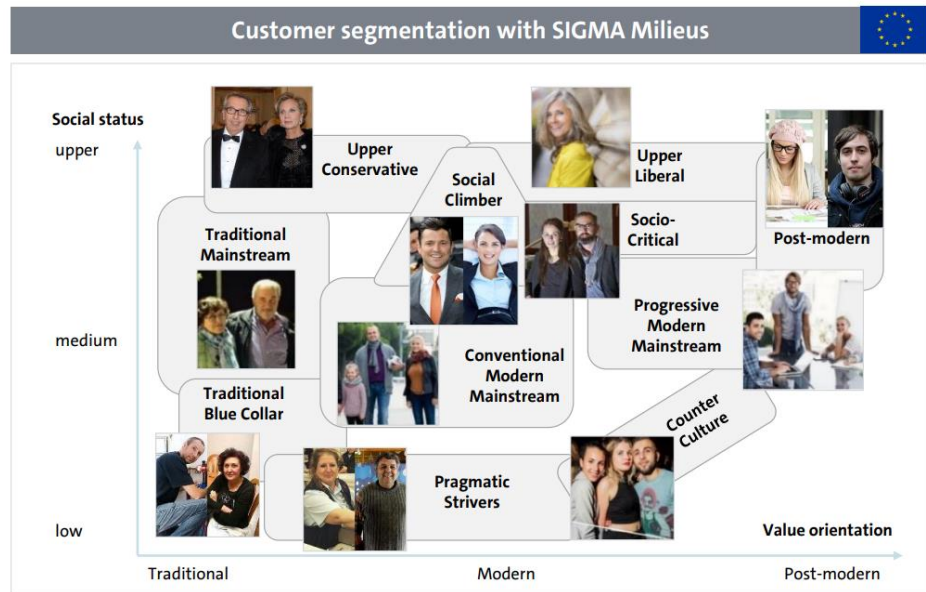 Customer segmentation with SIGMA Milieus
Social status
upper
medium
low
Upper
Conservative
Social
Climber
Upper
Liberal
Socio-
Critical
Post-modern
Traditional
Mainstream
Progressive
Modern
Mainstream
Conventional
Modern
Mainstream
Traditional
Blue Collar
Counter
Culture
Pragmatic
Strivers
Value orientation
Traditional
Modern
Post-modern